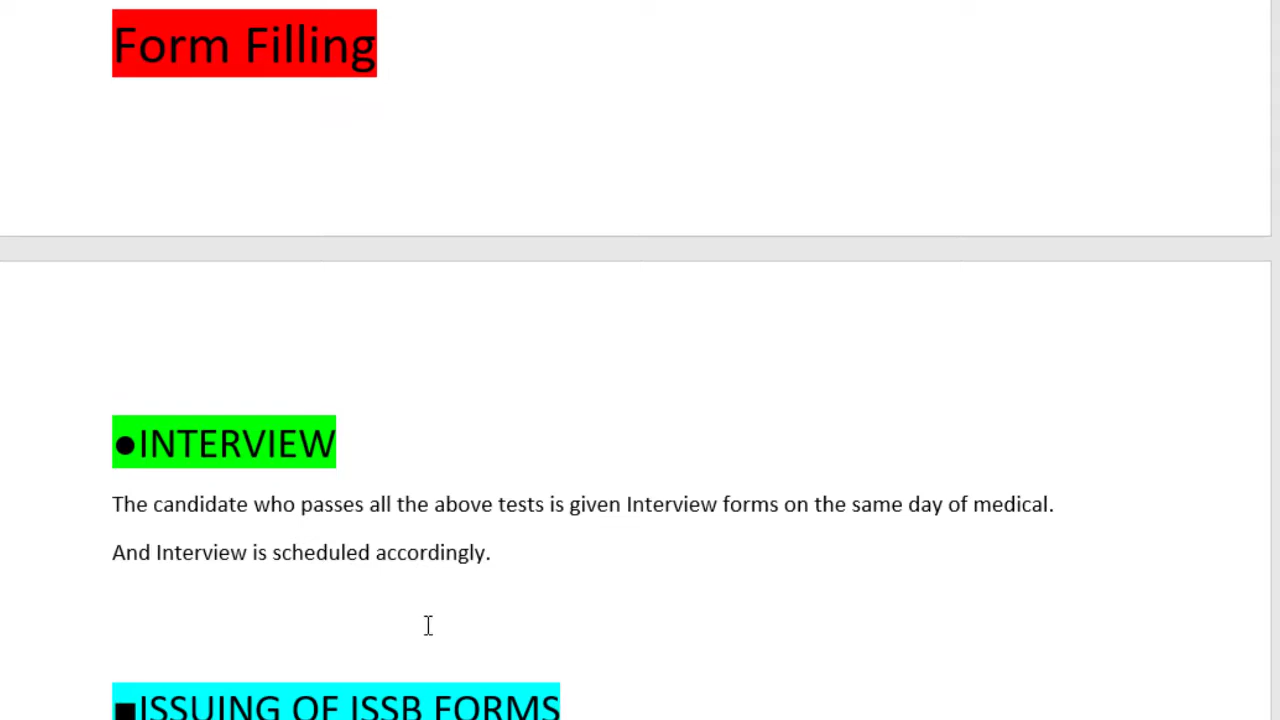 Form Filling
●INTERVIEW
The candidate who passes all the above tests is given Interview forms on the same day of medical.
And Interview is scheduled accordingly.
■ISSUING OF ISSB FORMS